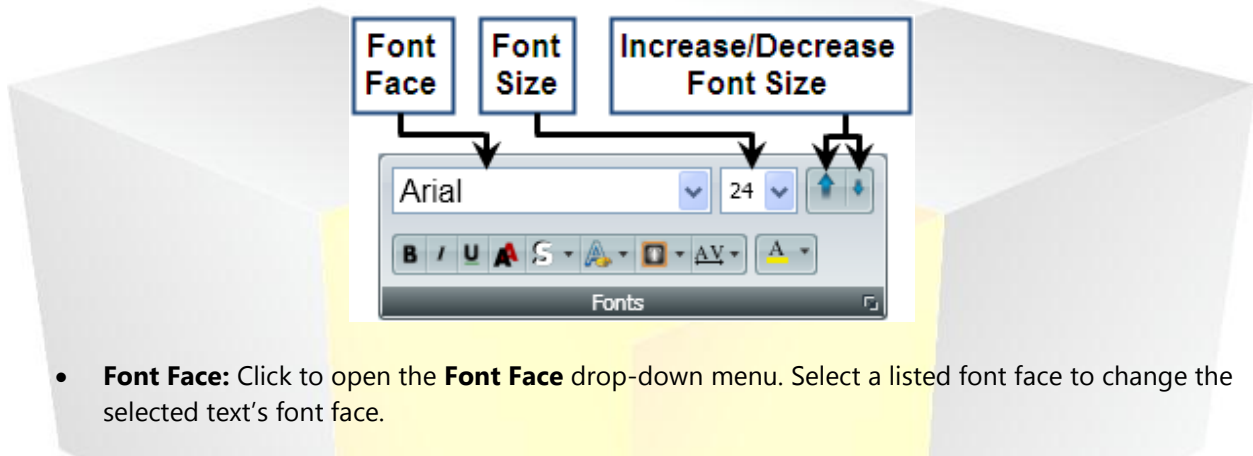 Font Face
Font Size
Increase/Decrease Font Size
Arial
24
B I U A S A T AV A
Fonts
• Font Face: Click to open the Font Face drop-down menu. Select a listed font face to change the
selected text’s font face.